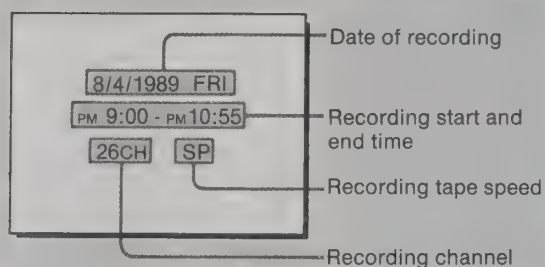 Date of recording
8/4/1989 FRI
PM 9:00 - PM 10:55
Recording start and
end time
26CH SP
Recording tape speed
Recording channel